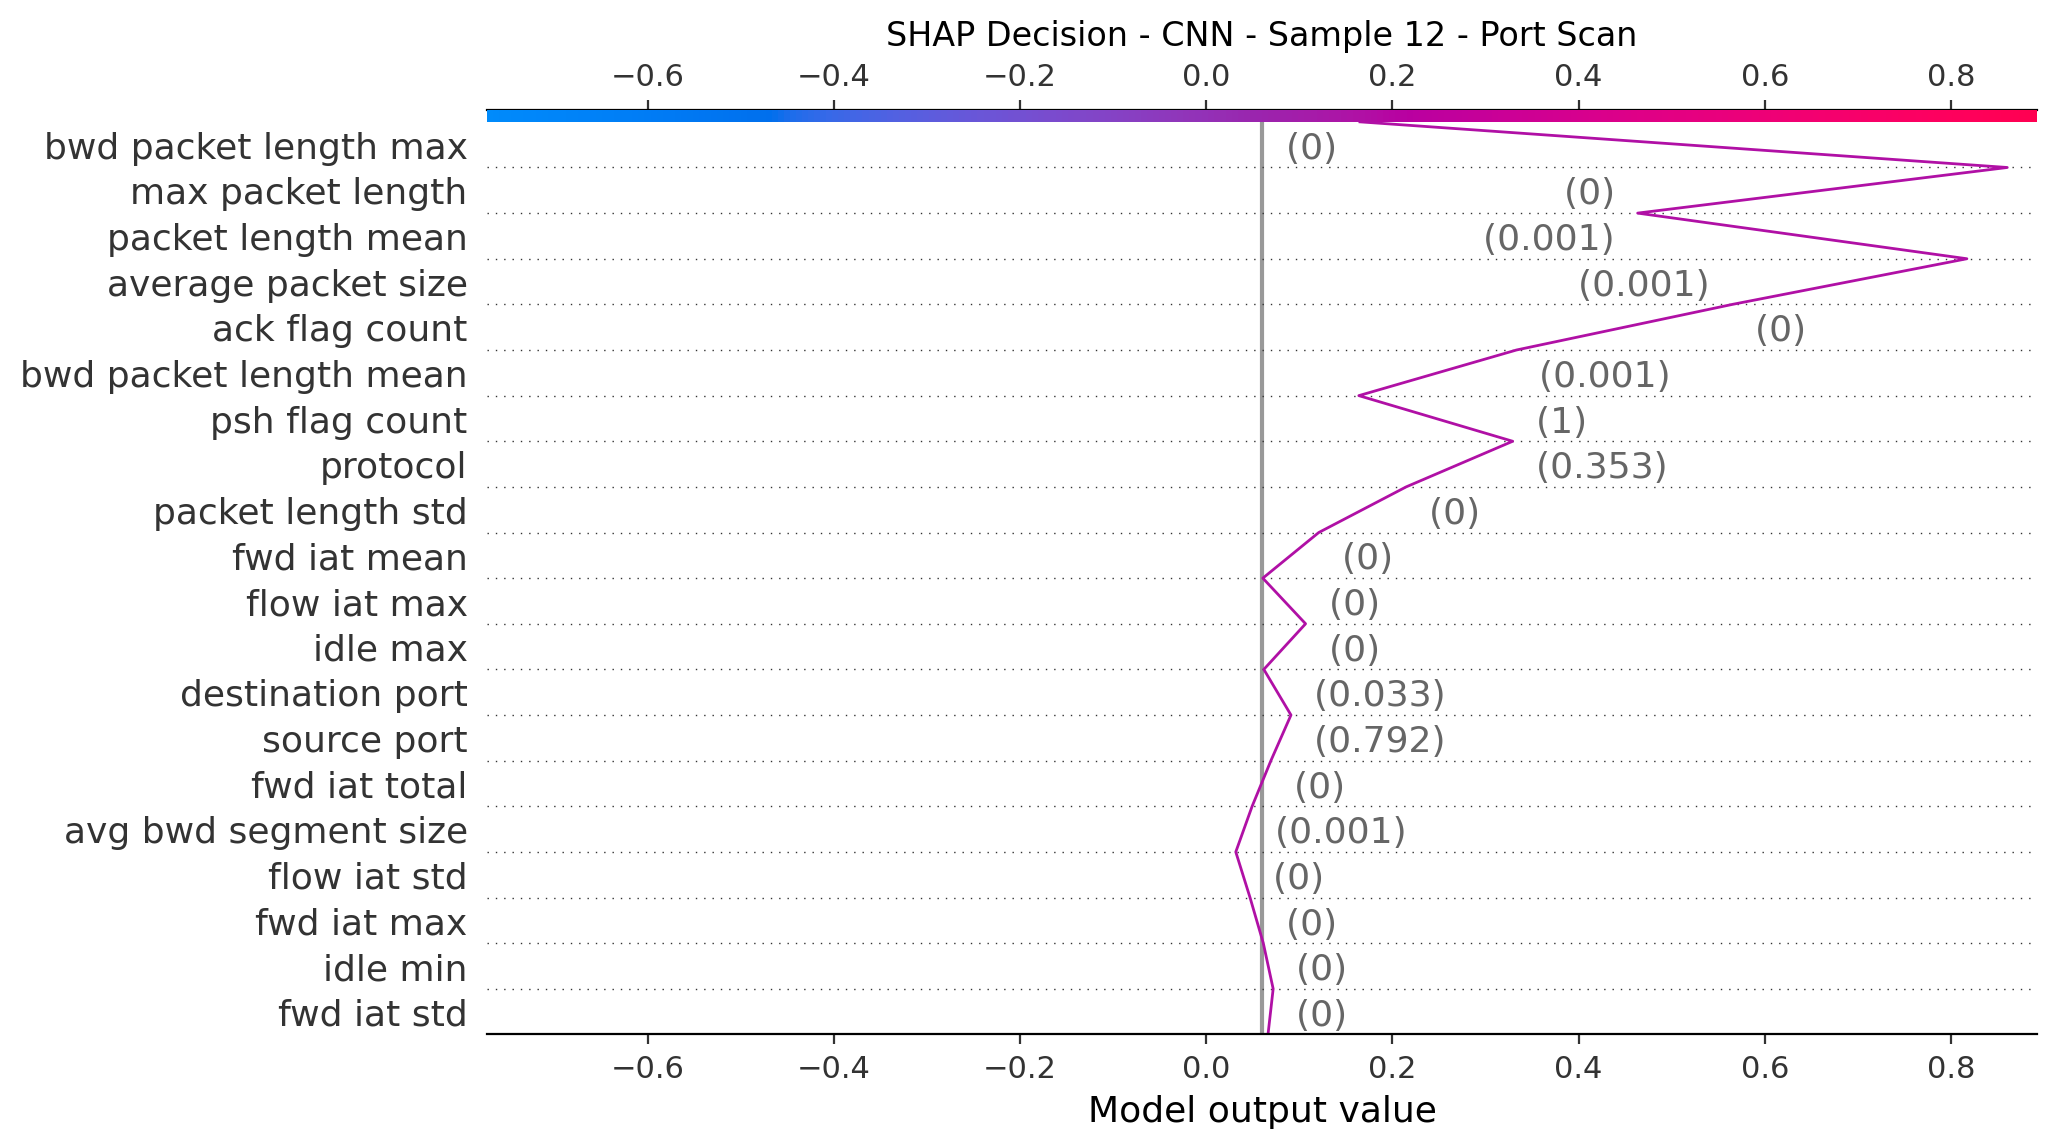 SHAP Decision - CNN - Sample 12 - Port Scan
−0.6 −0.4 −0.2 0.0 0.2 0.4 0.6 0.8
bwd packet length max (0)
max packet length (0)
packet length mean (0.001)
average packet size (0.001)
ack flag count (0)
bwd packet length mean (0.001)
psh flag count (1)
protocol (0.353)
packet length std (0)
fwd iat mean (0)
flow iat max (0)
idle max (0)
destination port (0.033)
source port (0.792)
fwd iat total (0)
avg bwd segment size (0.001)
flow iat std (0)
fwd iat max (0)
idle min (0)
fwd iat std (0)
−0.6 −0.4 −0.2 0.0 0.2 0.4 0.6 0.8
Model output value